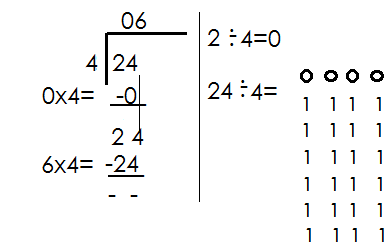 06
4 24
0x4= -0
2 4
6x4= -24
- -
2÷4=0
24÷4=
o o o o
1 1 1 1
1 1 1 1
1 1 1 1
1 1 1 1
1 1 1 1
1 1 1 1